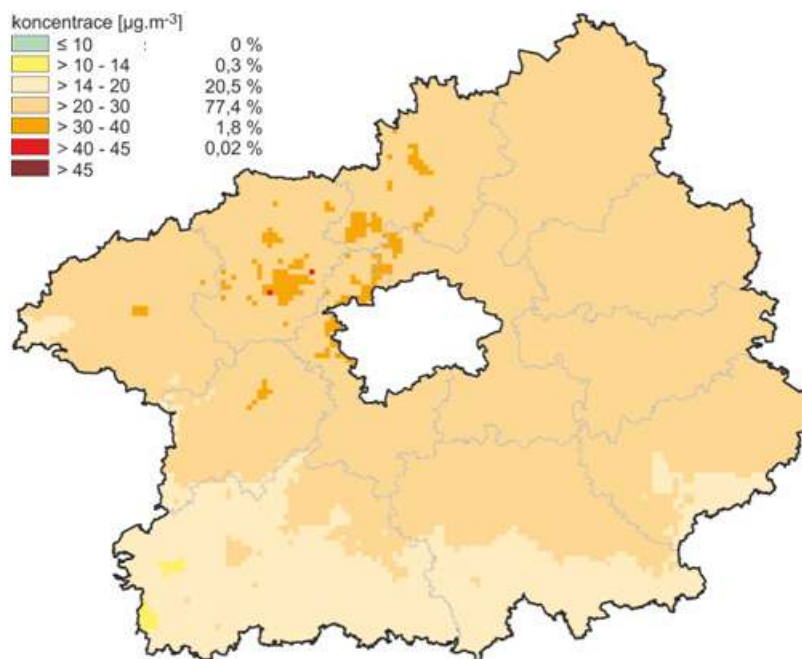 koncentrace [µg.m-³]
≤ 10 : 0 %
> 10 - 14 0,3 %
> 14 - 20 20,5 %
> 20 - 30 77,4 %
> 30 - 40 1,8 %
> 40 - 45 0,02 %
> 45